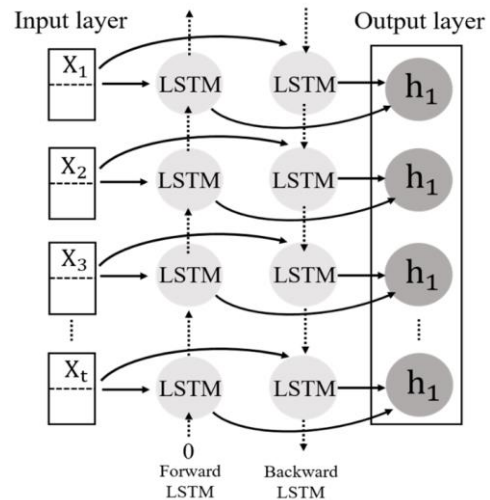 Input layer
Output layer
X₁
LSTM
LSTM
h₁
X₂
LSTM
LSTM
h₁
X₃
LSTM
LSTM
h₁
Xₜ
LSTM
LSTM
h₁
0
Forward
LSTM
Backward
LSTM